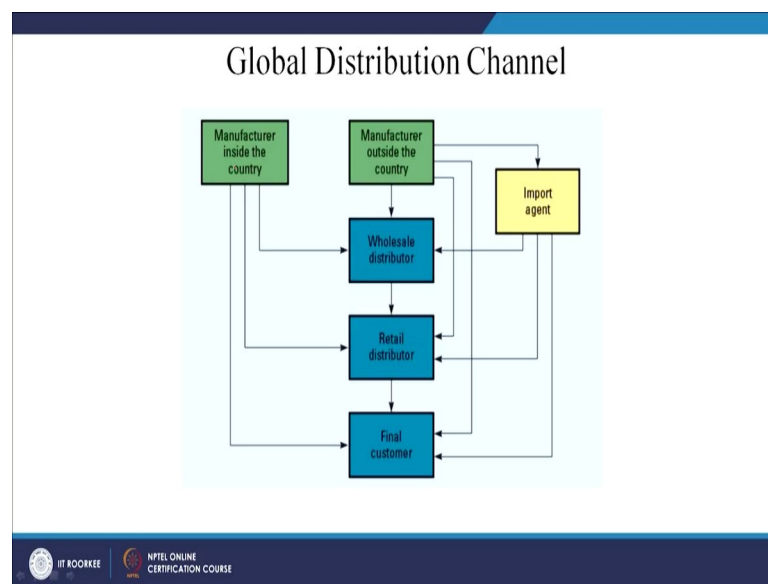 Global Distribution Channel
Manufacturer
inside the
country
Manufacturer
outside the
country
Import
agent
Wholesale
distributor
Retail
distributor
Final
customer
IIT ROORKEE
NPTEL ONLINE
CERTIFICATION COURSE
NPTEL